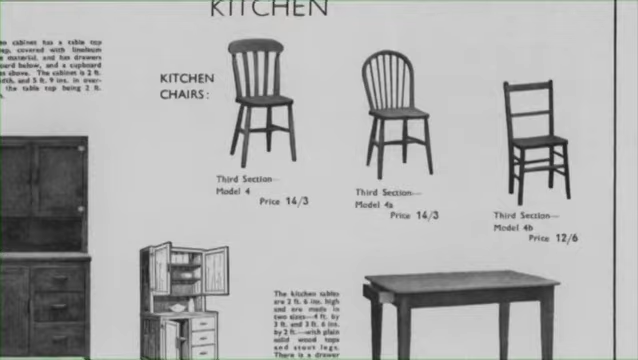 KITCHEN
cabinet has a table top
covered with linoleum
material, and has drawers
below, and a cupboard
above. The cabinet is 2 ft.
and 5 ft. 9 ins. in over-
the table top being 2 ft.
KITCHEN
CHAIRS:
Third Section—
Model 4
Price 14/3
Third Section—
Model 4a
Price 14/3
Third Section—
Model 4b
Price 12/6
The kitchen tables
are 2 ft. 6 ins. high
and are made in
two sizes—4 ft. by
2 ft. and 3 ft. 6 ins.
by 2 ft.—with plain
solid wood tops
and stout legs.
There is a drawer